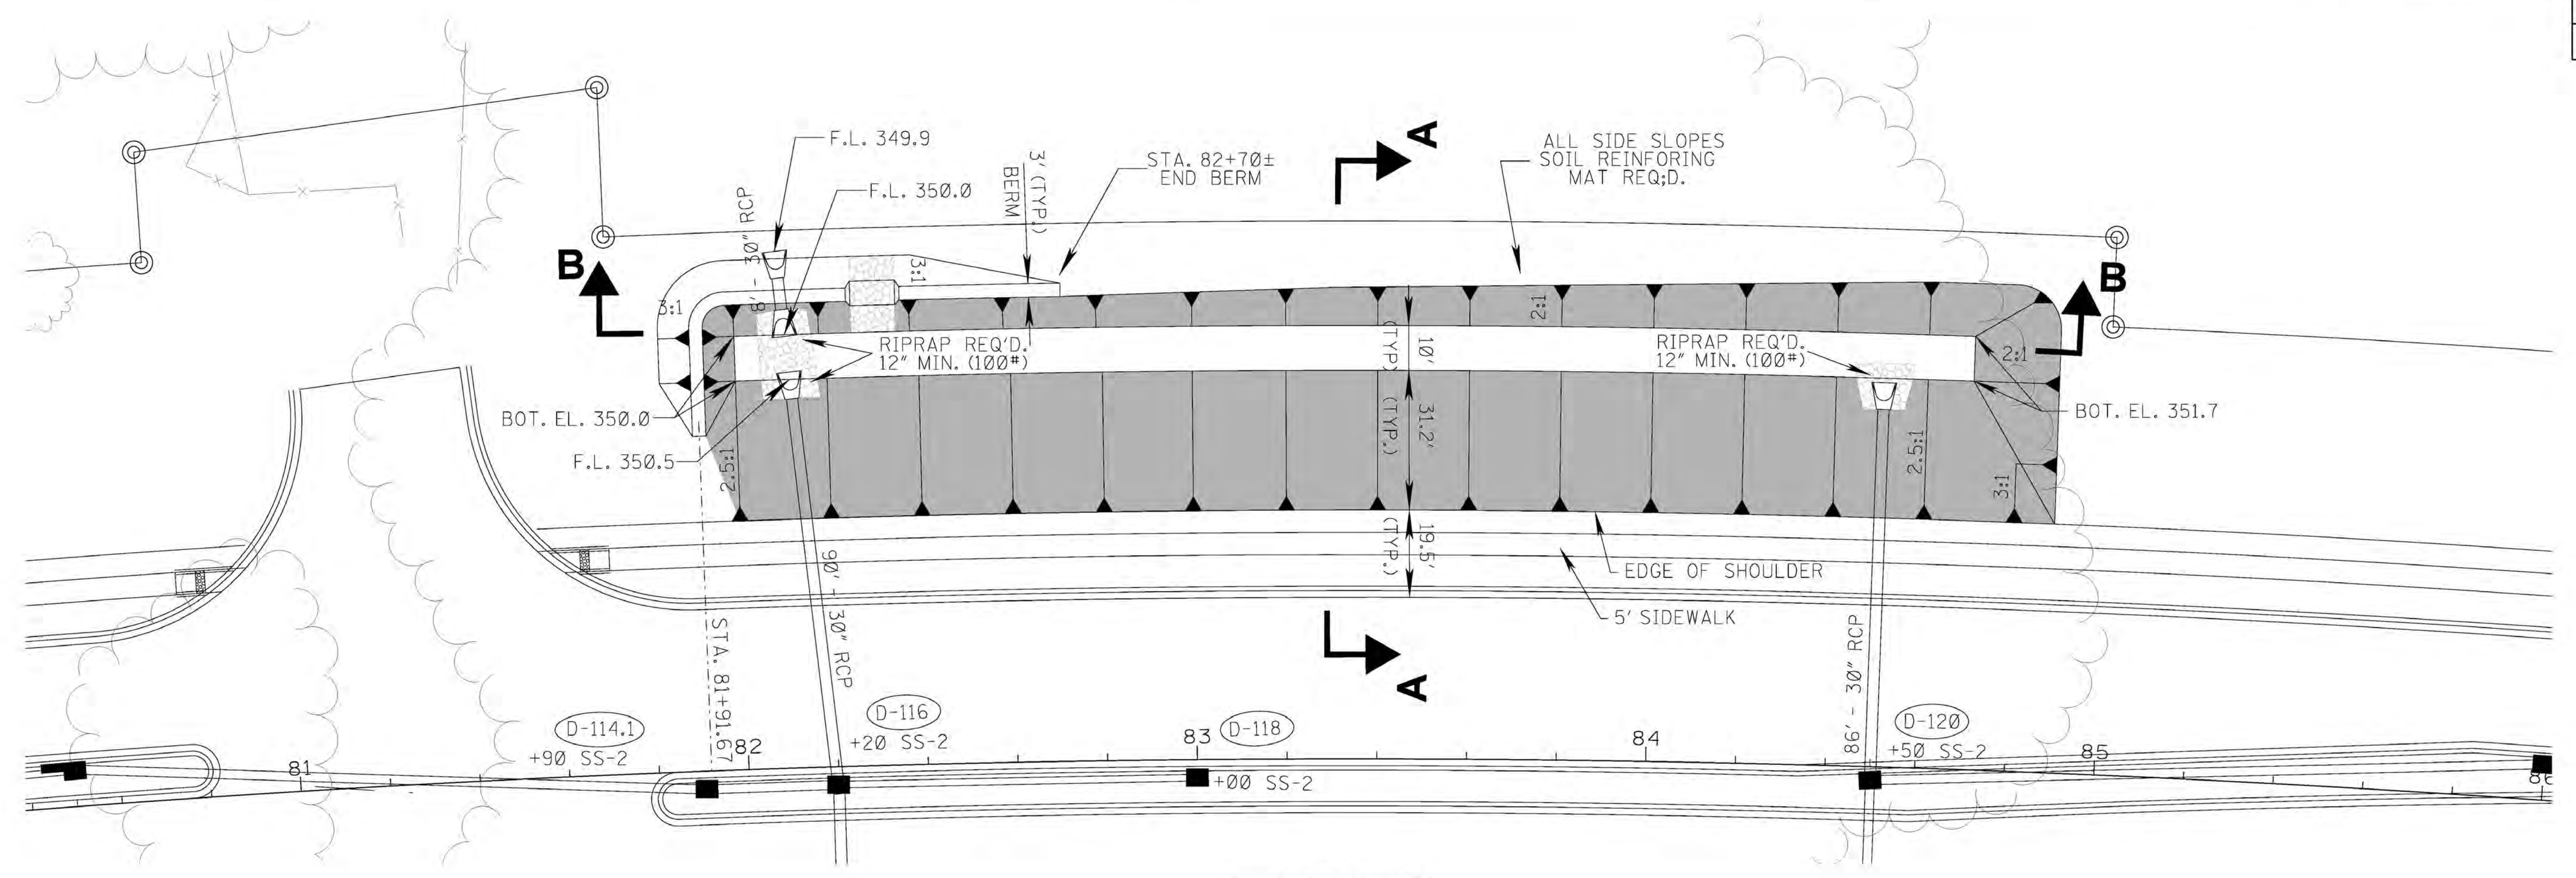 F.L. 349.9
F.L. 350.0
8' - 30" RCP
3' (TYP.)
BERM
STA. 82+70±
END BERM
A
ALL SIDE SLOPES
SOIL REINFORING
MAT REQ;D.
B
B
3:1
3:1
2:1
2:1
RIPRAP REQ'D.
12" MIN. (100#)
10'
(TYP.)
RIPRAP REQ'D.
12" MIN. (100#)
BOT. EL. 350.0
BOT. EL. 351.7
F.L. 350.5
2.5:1
31.2'
(TYP.)
2.5:1
3:1
19.5'
(TYP.)
EDGE OF SHOULDER
5' SIDEWALK
90' - 30" RCP
STA. 81+91.67
86' - 30" RCP
A
D-114.1
+90 SS-2
D-116
+20 SS-2
D-118
+00 SS-2
D-120
+50 SS-2
81
82
83
84
85
86